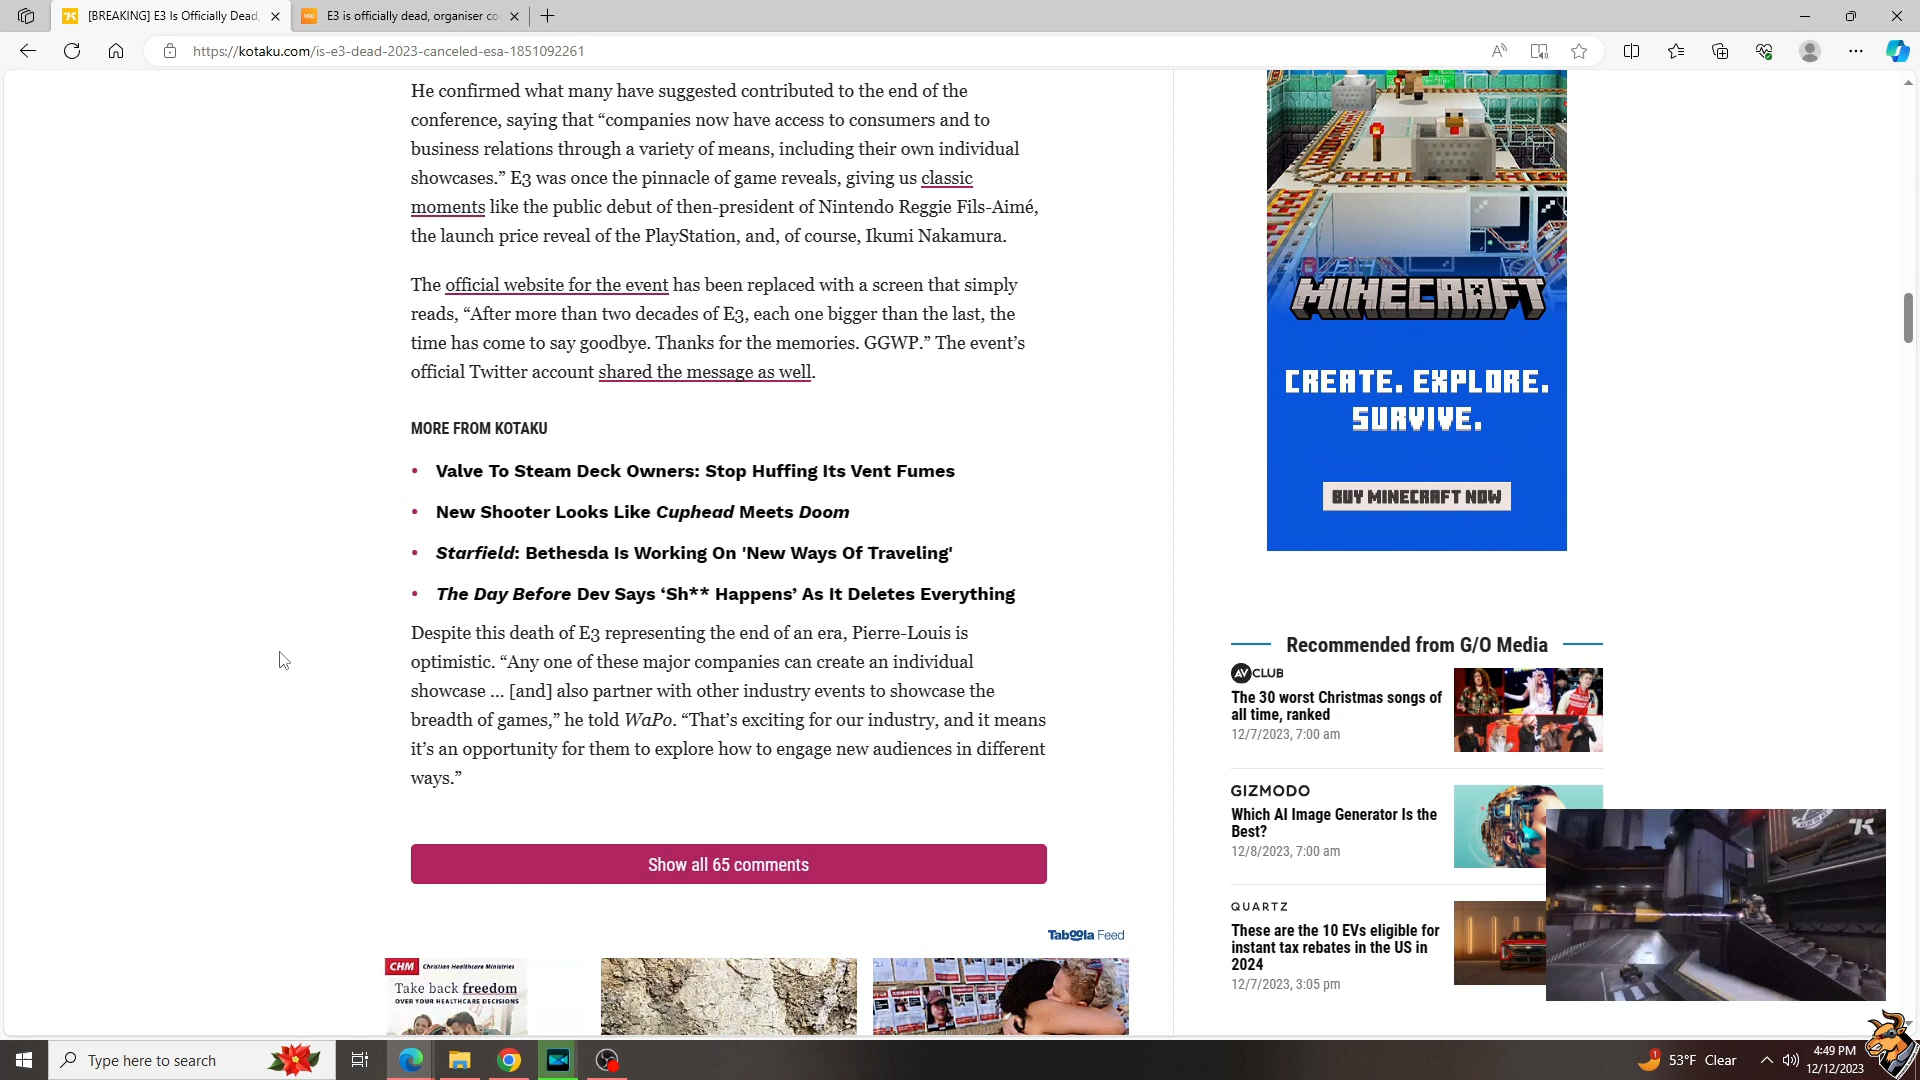 [BREAKING] E3 Is Officially Dead,
E3 is officially dead, organiser co
https://kotaku.com/is-e3-dead-2023-canceled-esa-1851092261
He confirmed what many have suggested contributed to the end of the
conference, saying that “companies now have access to consumers and to
business relations through a variety of means, including their own individual
showcases.” E3 was once the pinnacle of game reveals, giving us classic
moments like the public debut of then-president of Nintendo Reggie Fils-Aimé,
the launch price reveal of the PlayStation, and, of course, Ikumi Nakamura.
The official website for the event has been replaced with a screen that simply
reads, “After more than two decades of E3, each one bigger than the last, the
time has come to say goodbye. Thanks for the memories. GGWP.” The event’s
official Twitter account shared the message as well.
MORE FROM KOTAKU
• Valve To Steam Deck Owners: Stop Huffing Its Vent Fumes
• New Shooter Looks Like Cuphead Meets Doom
• Starfield: Bethesda Is Working On 'New Ways Of Traveling'
• The Day Before Dev Says ‘Sh** Happens’ As It Deletes Everything
Despite this death of E3 representing the end of an era, Pierre-Louis is
optimistic. “Any one of these major companies can create an individual
showcase ... [and] also partner with other industry events to showcase the
breadth of games,” he told WaPo. “That’s exciting for our industry, and it means
it’s an opportunity for them to explore how to engage new audiences in different
ways.”
Show all 65 comments
Taboola Feed
CHM Christian Healthcare Ministries
Take back freedom
OVER YOUR HEALTHCARE DECISIONS
MINECRAFT
CREATE. EXPLORE.
SURVIVE.
BUY MINECRAFT NOW
Recommended from G/O Media
AV CLUB
The 30 worst Christmas songs of
all time, ranked
12/7/2023, 7:00 am
GIZMODO
Which AI Image Generator Is the
Best?
12/8/2023, 7:00 am
QUARTZ
These are the 10 EVs eligible for
instant tax rebates in the US in
2024
12/7/2023, 3:05 pm
Type here to search
1
53°F Clear
4:49 PM
12/12/2023